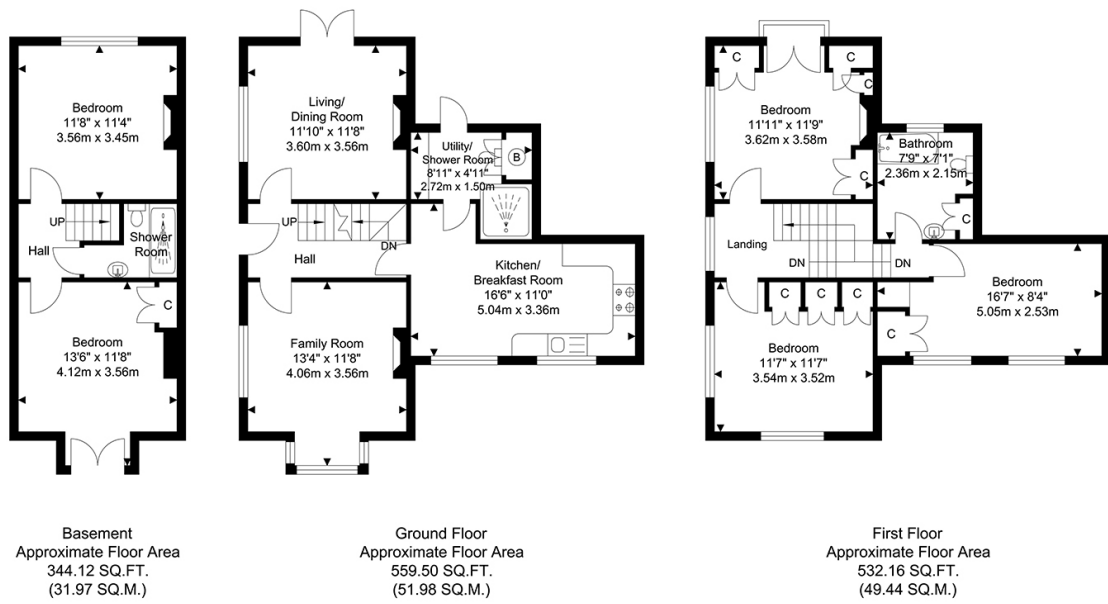 Bedroom
11'8" x 11'4"
3.56m x 3.45m
UP
Hall
Shower
Room
C
Bedroom
13'6" x 11'8"
4.12m x 3.56m
Basement
Approximate Floor Area
344.12 SQ.FT.
(31.97 SQ.M.)
Living/
Dining Room
11'10" x 11'8"
3.60m x 3.56m
Utility/
Shower Room
8'11" x 4'11"
2.72m x 1.50m
B
UP
DN
Hall
Kitchen/
Breakfast Room
16'6" x 11'0"
5.04m x 3.36m
Family Room
13'4" x 11'8"
4.06m x 3.56m
Ground Floor
Approximate Floor Area
559.50 SQ.FT.
(51.98 SQ.M.)
C
C
C
Bedroom
11'11" x 11'9"
3.62m x 3.58m
C
Bathroom
7'9" x 7'1"
2.36m x 2.15m
C
Landing
DN
DN
Bedroom
16'7" x 8'4"
5.05m x 2.53m
C
C
C
C
Bedroom
11'7" x 11'7"
3.54m x 3.52m
First Floor
Approximate Floor Area
532.16 SQ.FT.
(49.44 SQ.M.)